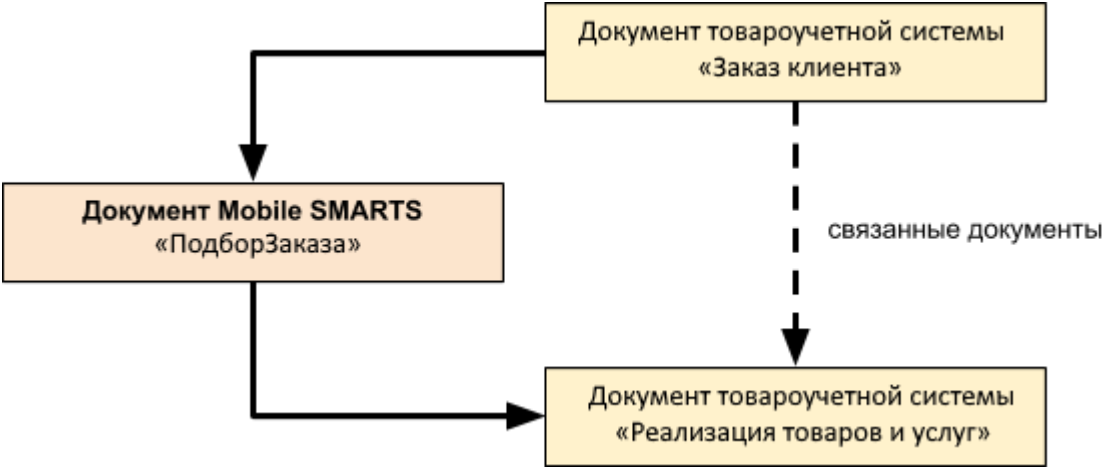 Документ товароучетной системы
«Заказ клиента»
Документ Mobile SMARTS
«ПодборЗаказа»
связанные документы
Документ товароучетной системы
«Реализация товаров и услуг»